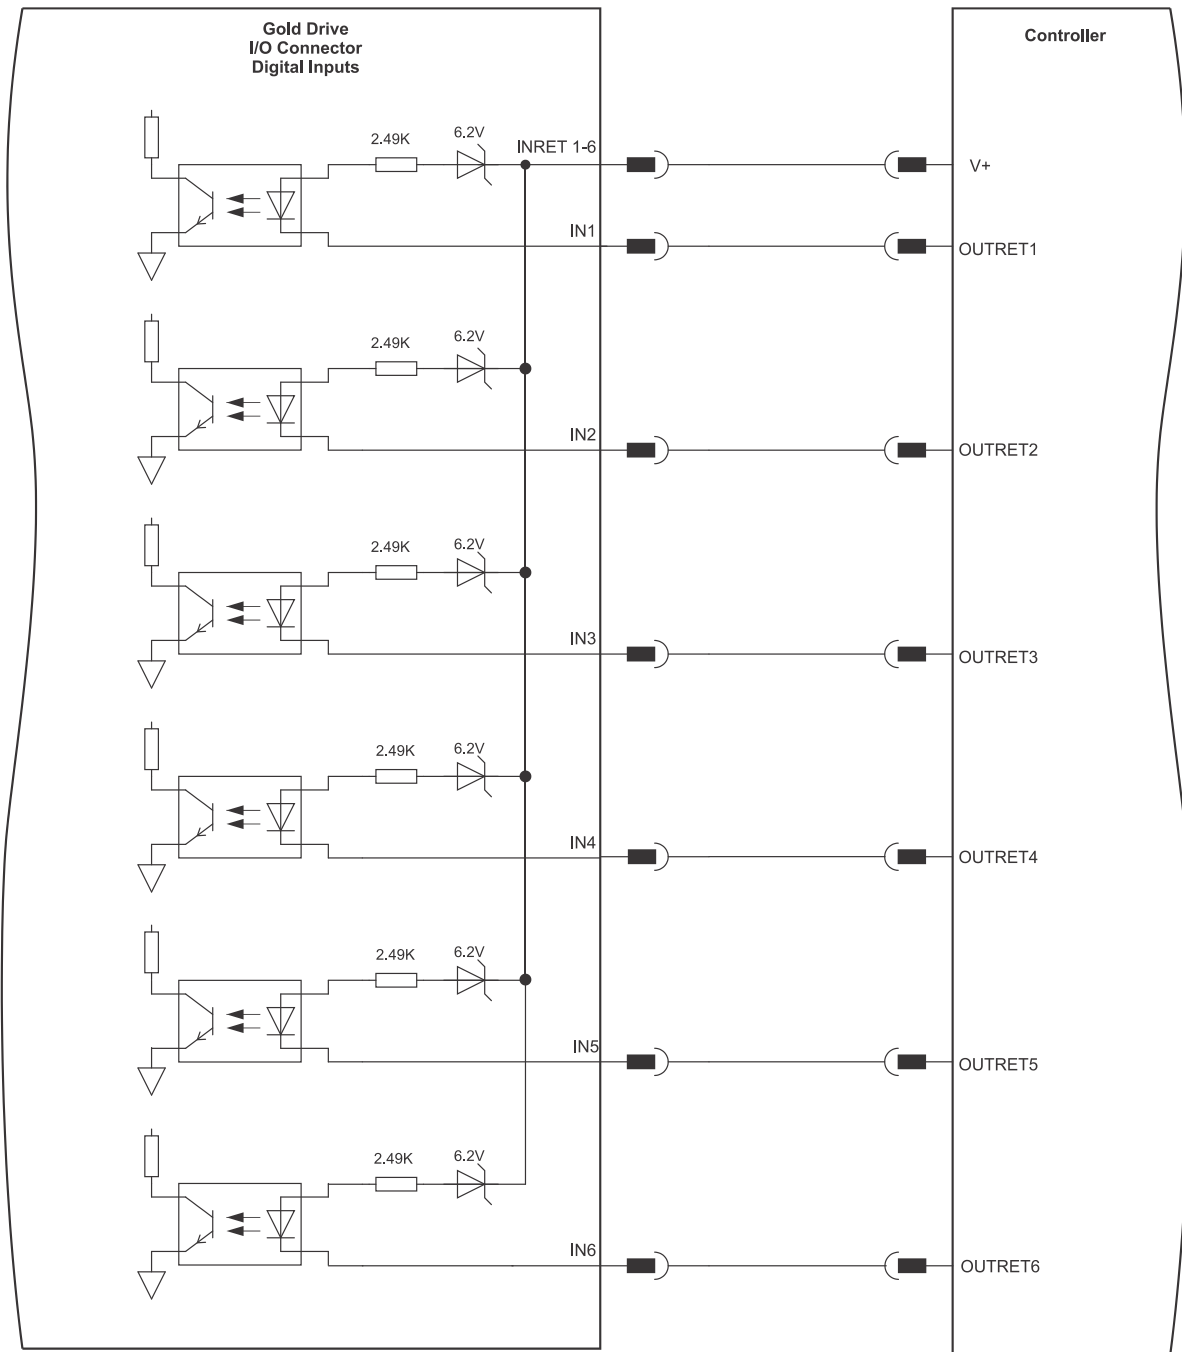 Gold Drive
I/O Connector
Digital Inputs
Controller
2.49K
6.2V
INRET 1-6
V+
IN1
OUTRET1
2.49K
6.2V
IN2
OUTRET2
2.49K
6.2V
IN3
OUTRET3
2.49K
6.2V
IN4
OUTRET4
2.49K
6.2V
IN5
OUTRET5
2.49K
6.2V
IN6
OUTRET6